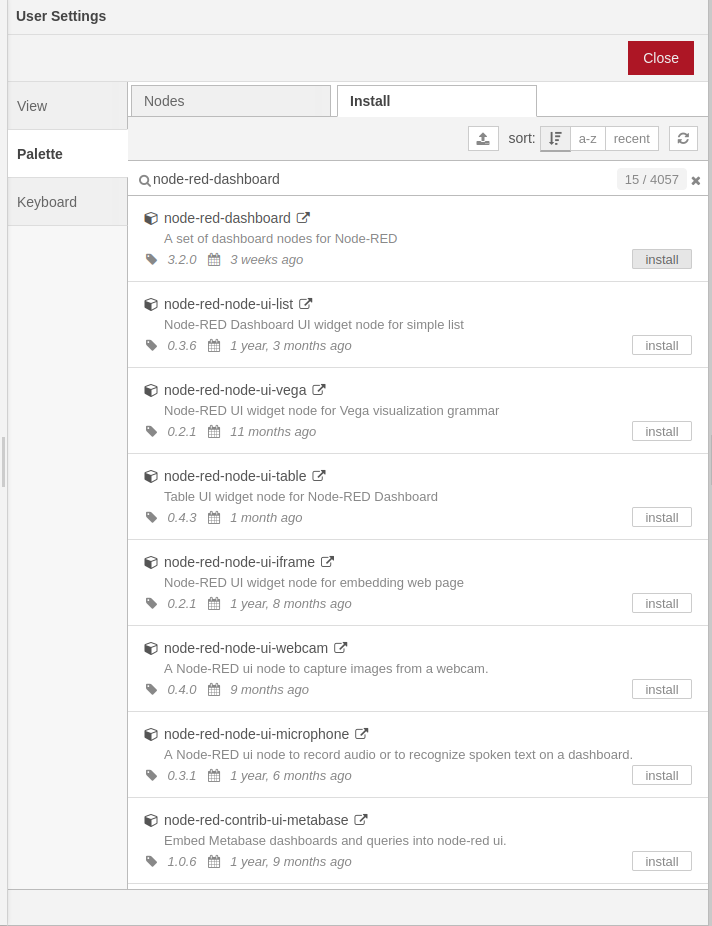 User Settings
Close
View
Palette
Keyboard
Nodes
Install
sort: a-z recent
node-red-dashboard 15 / 4057
node-red-dashboard
A set of dashboard nodes for Node-RED
3.2.0 3 weeks ago install
node-red-node-ui-list
Node-RED Dashboard UI widget node for simple list
0.3.6 1 year, 3 months ago install
node-red-node-ui-vega
Node-RED UI widget node for Vega visualization grammar
0.2.1 11 months ago install
node-red-node-ui-table
Table UI widget node for Node-RED Dashboard
0.4.3 1 month ago install
node-red-node-ui-iframe
Node-RED UI widget node for embedding web page
0.2.1 1 year, 8 months ago install
node-red-node-ui-webcam
A Node-RED ui node to capture images from a webcam.
0.4.0 9 months ago install
node-red-node-ui-microphone
A Node-RED ui node to record audio or to recognize spoken text on a dashboard.
0.3.1 1 year, 6 months ago install
node-red-contrib-ui-metabase
Embed Metabase dashboards and queries into node-red ui.
1.0.6 1 year, 9 months ago install